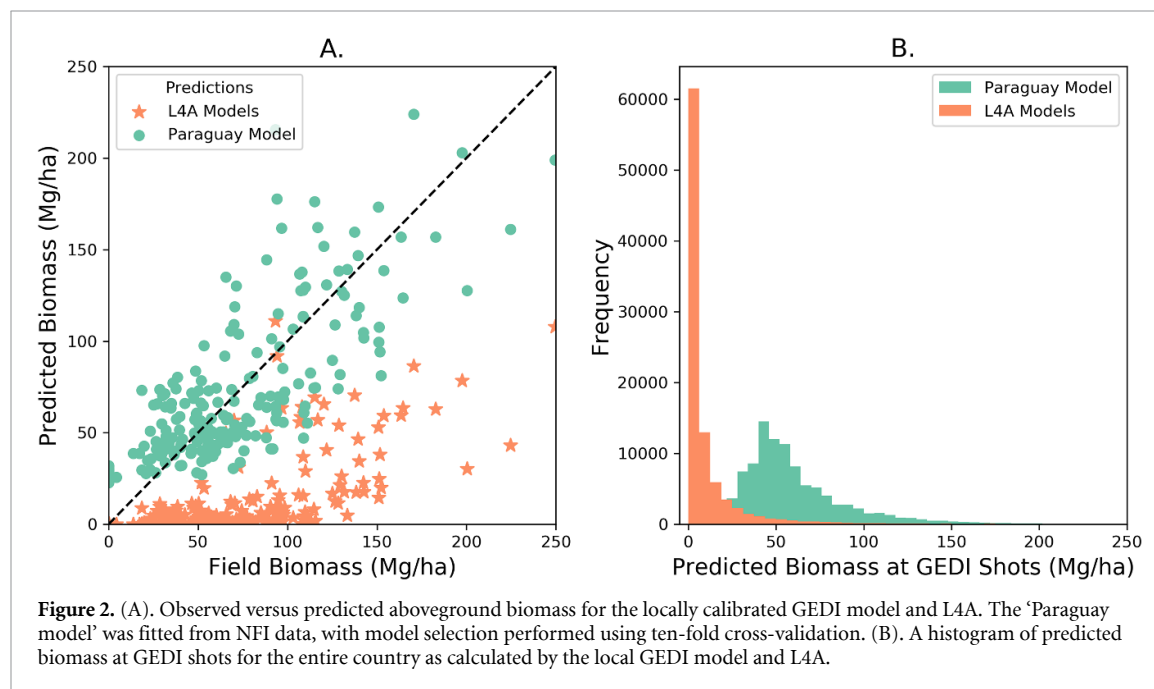 A.
Predicted Biomass (Mg/ha)
250
200
150
100
50
0
Predictions
L4A Models
Paraguay Model
0 50 100 150 200 250
Field Biomass (Mg/ha)
B.
Frequency
60000
50000
40000
30000
20000
10000
0
Paraguay Model
L4A Models
0 50 100 150 200 250
Predicted Biomass at GEDI Shots (Mg/ha)
Figure 2. (A). Observed versus predicted aboveground biomass for the locally calibrated GEDI model and L4A. The ‘Paraguay
model’ was fitted from NFI data, with model selection performed using ten-fold cross-validation. (B). A histogram of predicted
biomass at GEDI shots for the entire country as calculated by the local GEDI model and L4A.